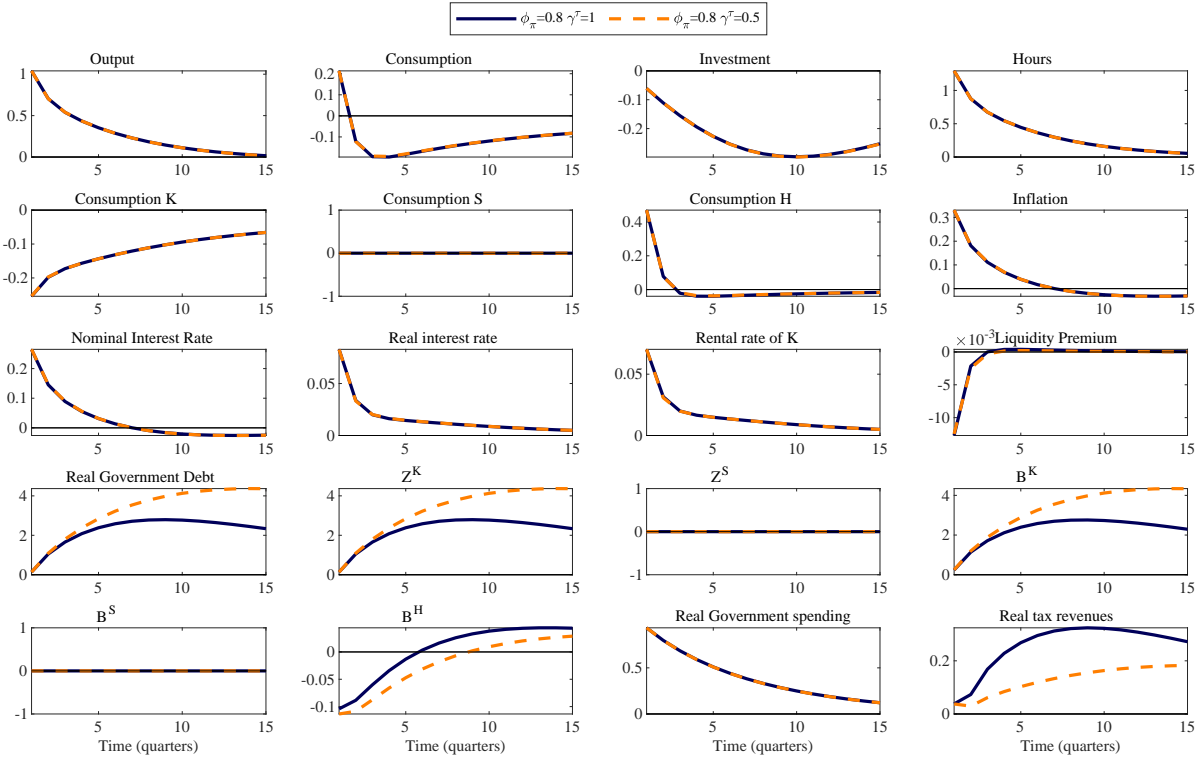 ϕπ=0.8 γτ=1 ϕπ=0.8 γτ=0.5
Output Consumption Investment Hours
1 0.5 0
0.2 0.1 0 -0.1
0 -0.1 -0.2
1 0.5 0
5 10 15 5 10 15 5 10 15 5 10 15
Consumption K Consumption S Consumption H Inflation
0 -0.1 -0.2
1 0 -1
0.4 0.2 0
0.3 0.2 0.1 0
5 10 15 5 10 15 5 10 15 5 10 15
Nominal Interest Rate Real interest rate Rental rate of K Liquidity Premium
0.2 0.1 0
0.05 0
0.05 0
×10-3
0 -5 -10
5 10 15 5 10 15 5 10 15 5 10 15
Real Government Debt ZK ZS BK
4 2 0
4 2 0
1 0 -1
4 2 0
5 10 15 5 10 15 5 10 15 5 10 15
BS BH Real Government spending Real tax revenues
1 0 -1
0 -0.05 -0.1
0.5 0
0.2 0
5 10 15 5 10 15 5 10 15 5 10 15
Time (quarters) Time (quarters) Time (quarters) Time (quarters)